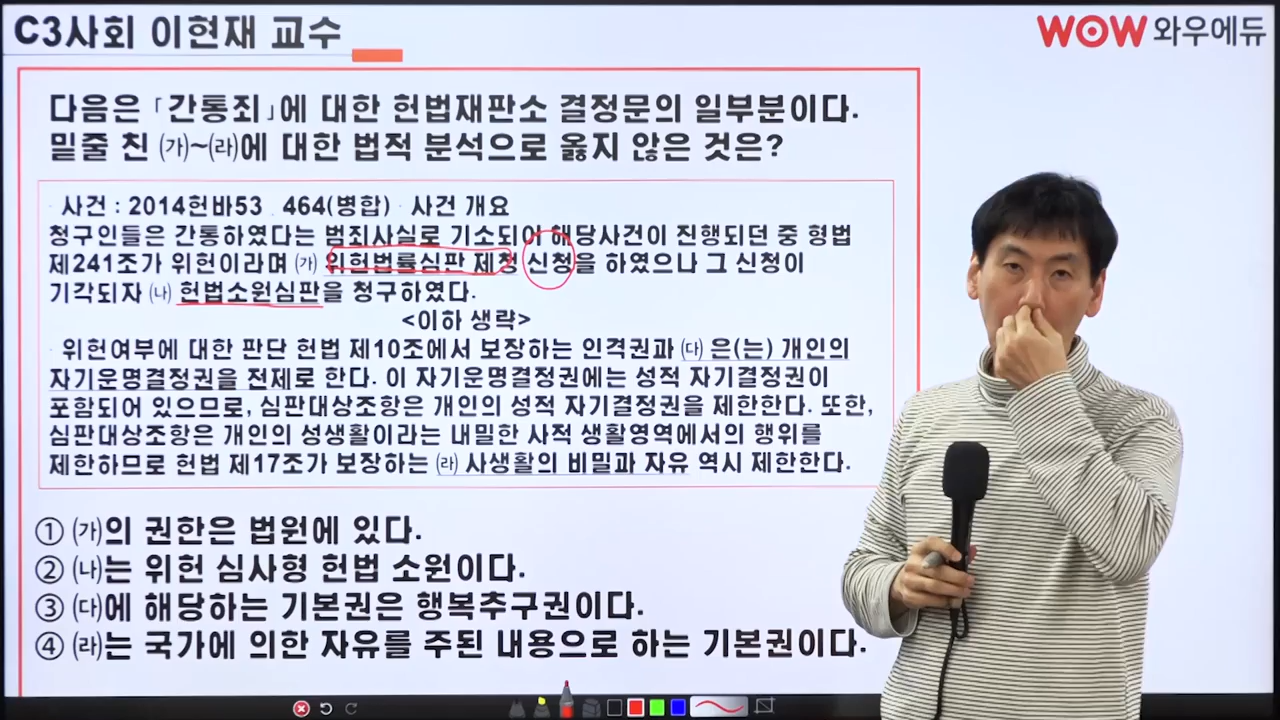 C3사회 이현재 교수
WOW 와우에듀
다음은 「간통죄」에 대한 헌법재판소 결정문의 일부분이다.
밑줄 친 ㈎~㈑에 대한 법적 분석으로 옳지 않은 것은?
· 사건 : 2014헌바53 464(병합) · 사건 개요
청구인들은 간통하였다는 범죄사실로 기소되어 해당사건이 진행되던 중 형법
제241조가 위헌이라며 ㈎ 위헌법률심판 제청 신청을 하였으나 그 신청이
기각되자 ㈏ 헌법소원심판을 청구하였다.
<이하 생략>
· 위헌여부에 대한 판단 헌법 제10조에서 보장하는 인격권과 ㈐ 은(는) 개인의
자기운명결정권을 전제로 한다. 이 자기운명결정권에는 성적 자기결정권이
포함되어 있으므로, 심판대상조항은 개인의 성적 자기결정권을 제한한다. 또한,
심판대상조항은 개인의 성생활이라는 내밀한 사적 생활영역에서의 행위를
제한하므로 헌법 제17조가 보장하는 ㈑ 사생활의 비밀과 자유 역시 제한한다.
① ㈎의 권한은 법원에 있다.
② ㈏는 위헌 심사형 헌법 소원이다.
③ ㈐에 해당하는 기본권은 행복추구권이다.
④ ㈑는 국가에 의한 자유를 주된 내용으로 하는 기본권이다.